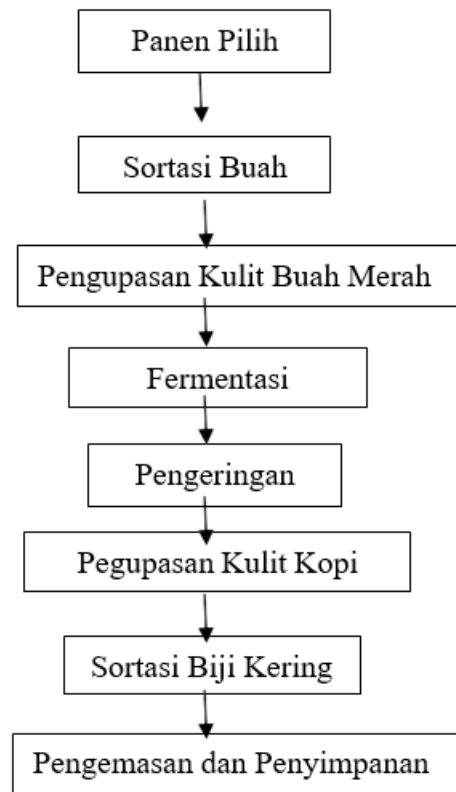 Panen Pilih
Sortasi Buah
Pengupasan Kulit Buah Merah
Fermentasi
Pengeringan
Pegupasan Kulit Kopi
Sortasi Biji Kering
Pengemasan dan Penyimpanan